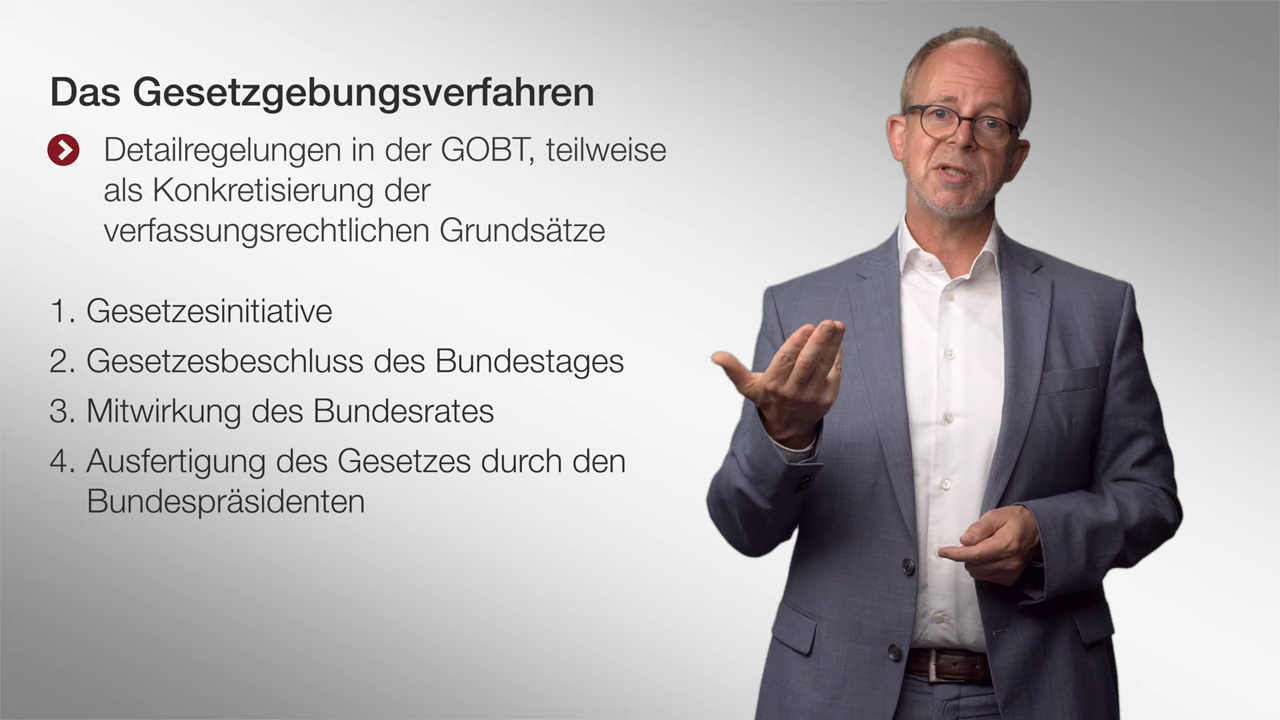 Das Gesetzgebungsverfahren
Detailregelungen in der GOBT, teilweise
als Konkretisierung der
verfassungsrechtlichen Grundsätze
1. Gesetzesinitiative
2. Gesetzesbeschluss des Bundestages
3. Mitwirkung des Bundesrates
4. Ausfertigung des Gesetzes durch den
Bundespräsidenten